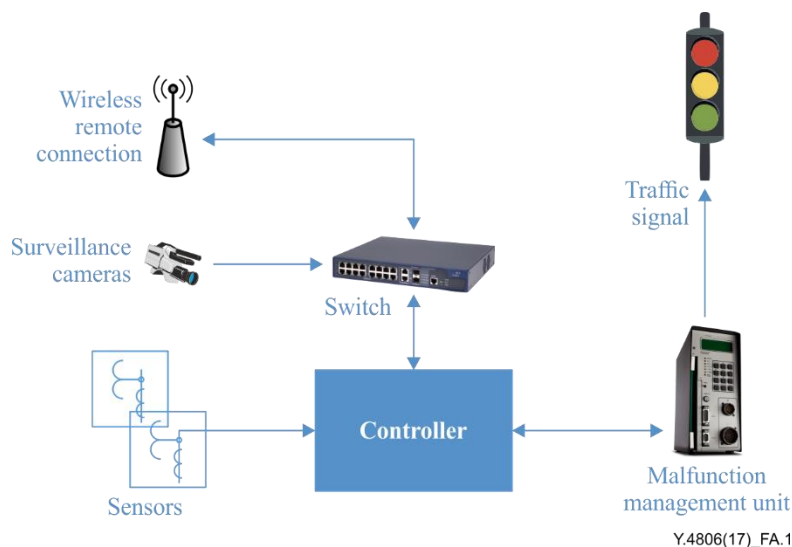 Wireless
remote
connection
Traffic
signal
Surveillance
cameras
Switch
Controller
Sensors
Malfunction
management unit
Y.4806(17)_FA.1